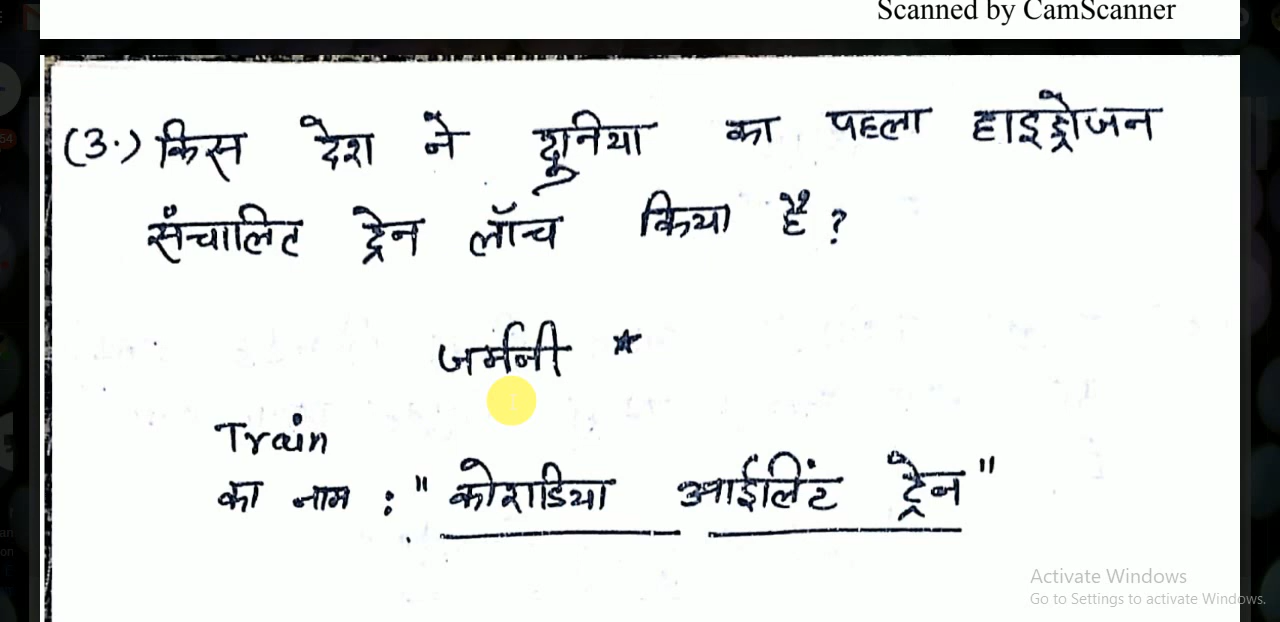 Scanned by CamScanner
(3.) किस देश ने दुनिया का पहला हाइड्रोजन
संचालित ट्रेन लॉन्च किया है ?
जर्मनी *
Train
का नाम : " कोराडिया आईलिंट ट्रेन "
Activate Windows
Go to Settings to activate Windows.